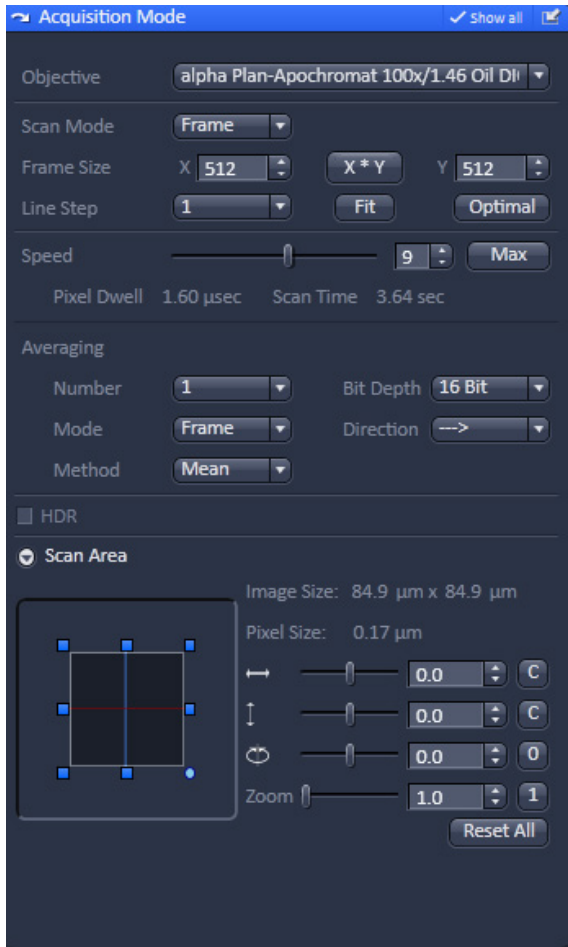 Acquisition Mode Show all
Objective alpha Plan-Apochromat 100x/1.46 Oil DI
Scan Mode Frame
Frame Size X 512 X * Y Y 512
Line Step 1 Fit Optimal
Speed 9 Max
Pixel Dwell 1.60 µsec Scan Time 3.64 sec
Averaging
Number 1 Bit Depth 16 Bit
Mode Frame Direction --->
Method Mean
HDR
Scan Area
Image Size: 84.9 µm x 84.9 µm
Pixel Size: 0.17 µm
0.0 C
0.0 C
0.0 0
Zoom 1.0 1
Reset All